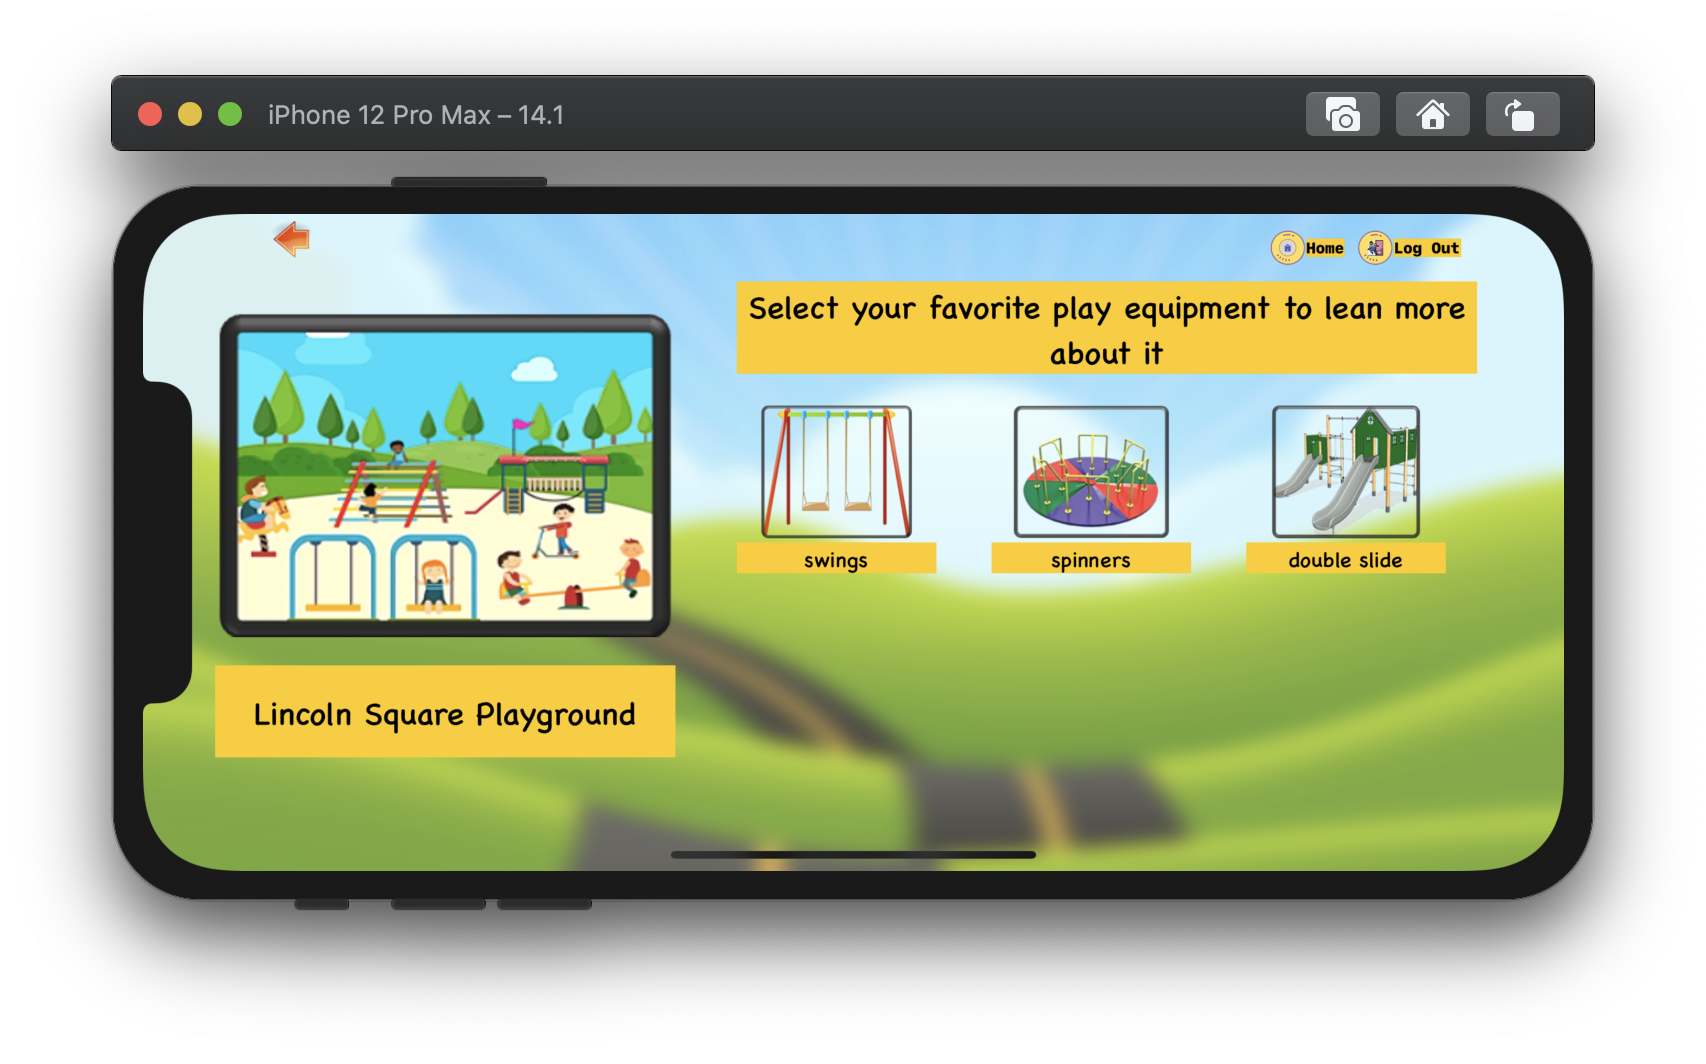 iPhone 12 Pro Max – 14.1
Home
Log Out
Select your favorite play equipment to lean more
about it
swings
spinners
double slide
Lincoln Square Playground